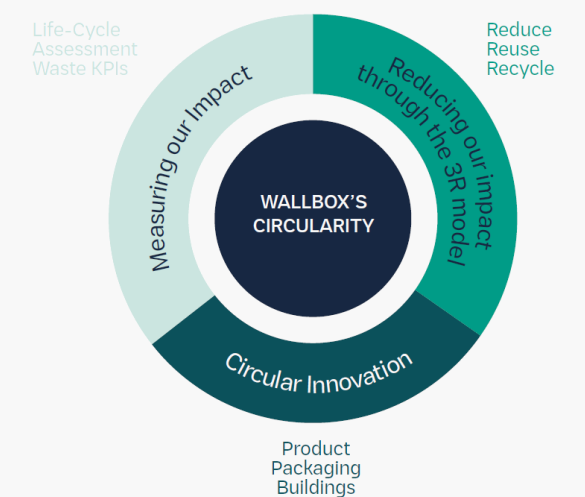 Life-Cycle
Assessment
Waste KPIs
Reduce
Reuse
Recycle
Measuring our Impact
Reducing our impact
through the 3R model
WALLBOX'S
CIRCULARITY
Circular Innovation
Product
Packaging
Buildings